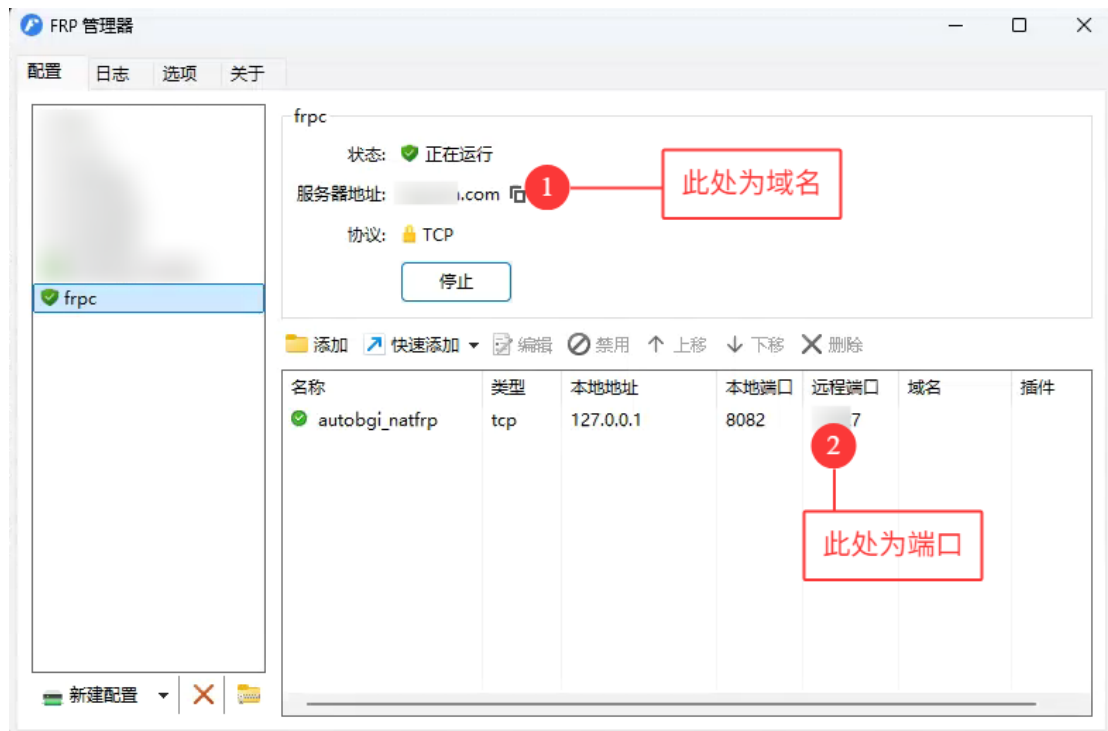 FRP 管理器
配置 日志 选项 关于
frpc
状态: 正在运行
服务器地址: .com 1 此处为域名
协议: TCP
停止
frpc
添加 快速添加 编辑 禁用 上移 下移 删除
名称 类型 本地地址 本地端口 远程端口 域名 插件
autobgi_natfrp tcp 127.0.0.1 8082 7
2
此处为端口
新建配置